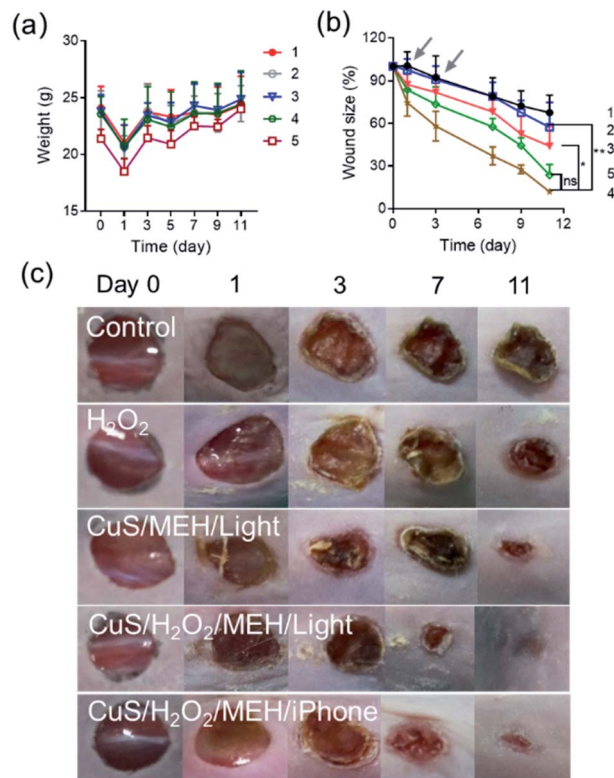 (a)
30
25
20
15
Weight (g)
0 1 3 5 7 9 11
Time (day)
1
2
3
4
5
(b)
120
90
60
30
0
Wound size (%)
0 3 6 9 12
Time (day)
1
2
3
5
4
ns
*
**
(c)
Day 0 1 3 7 11
Control
H₂O₂
CuS/MEH/Light
CuS/H₂O₂/MEH/Light
CuS/H₂O₂/MEH/iPhone